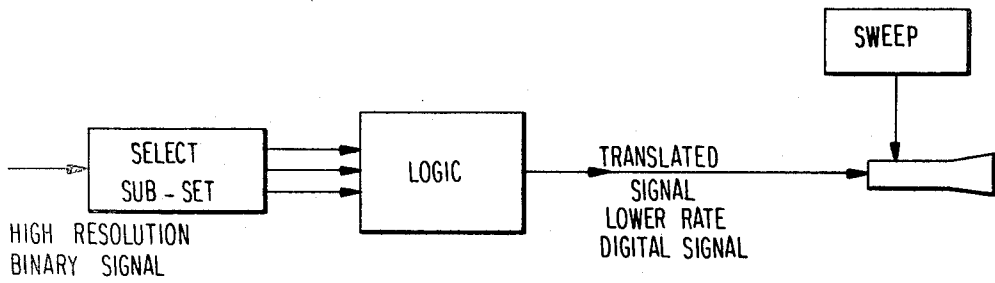 SWEEP
SELECT
SUB-SET
LOGIC
TRANSLATED
SIGNAL
LOWER RATE
DIGITAL SIGNAL
HIGH RESOLUTION
BINARY SIGNAL